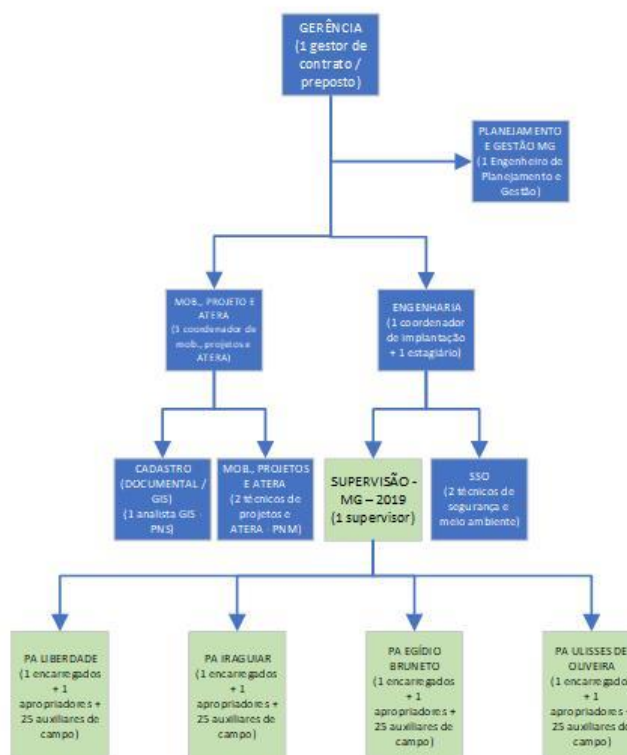 GERÊNCIA
(1 gestor de
contrato /
preposto)
PLANEJAMENTO
E GESTÃO MG
(1 Engenheiro de
Planejamento e
Gestão)
MOB., PROJETO E
ATERA
(1 coordenador de
mob., projetos e
ATERA)
ENGENHARIA
(1 coordenador
de implantação
+ 1 estagiário)
CADASTRO
(DOCUMENTAL /
GIS)
(1 analista GIS -
PNS)
MOB., PROJETOS
E ATERA
(2 técnicos de
projetos e
ATERA - PNM)
SUPERVISÃO -
MG – 2019
(1 supervisor)
SSO
(2 técnicos de
segurança e
meio ambiente)
PA LIBERDADE
(1 encarregados
+ 1
apropriadores +
25 auxiliares de
campo)
PA IRAGUIAR
(1 encarregados
+ 1
apropriadores +
25 auxiliares de
campo)
PA EGÍDIO
BRUNETO
(1 encarregados
+ 1
apropriadores +
25 auxiliares de
campo)
PA ULISSES DE
OLIVEIRA
(1 encarregados
+ 1
apropriadores +
25 auxiliares de
campo)